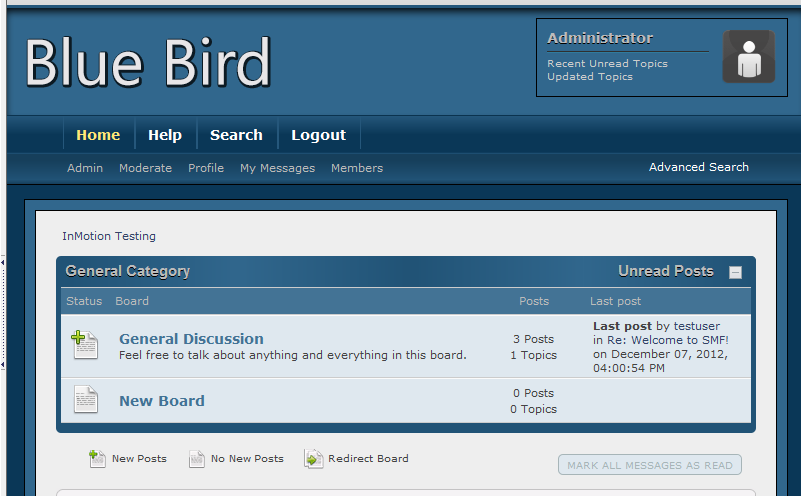 Blue Bird
Administrator
Recent Unread Topics
Updated Topics
Home Help Search Logout
Admin Moderate Profile My Messages Members
Advanced Search
InMotion Testing
General Category Unread Posts
Status Board Posts Last post
General Discussion
Feel free to talk about anything and everything in this board.
3 Posts
1 Topics
Last post by testuser
in Re: Welcome to SMF!
on December 07, 2012,
04:00:54 PM
New Board
0 Posts
0 Topics
New Posts No New Posts Redirect Board
MARK ALL MESSAGES AS READ